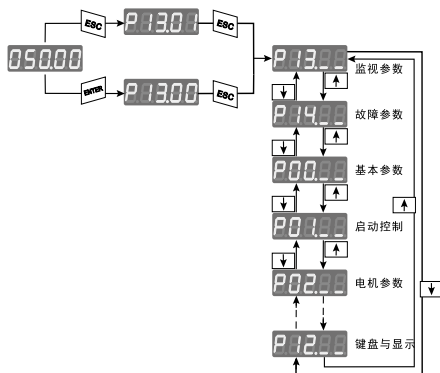 ESC
P13.01
ESC
050.00
ENTER
P13.00
ESC
P13._ _
监视参数
↓
↑
P14._ _
故障参数
↓
↑
P00._ _
基本参数
↓
↑
↑
P01._ _
启动控制
↓
↑
P02._ _
电机参数
↓
P12._ _
键盘与显示